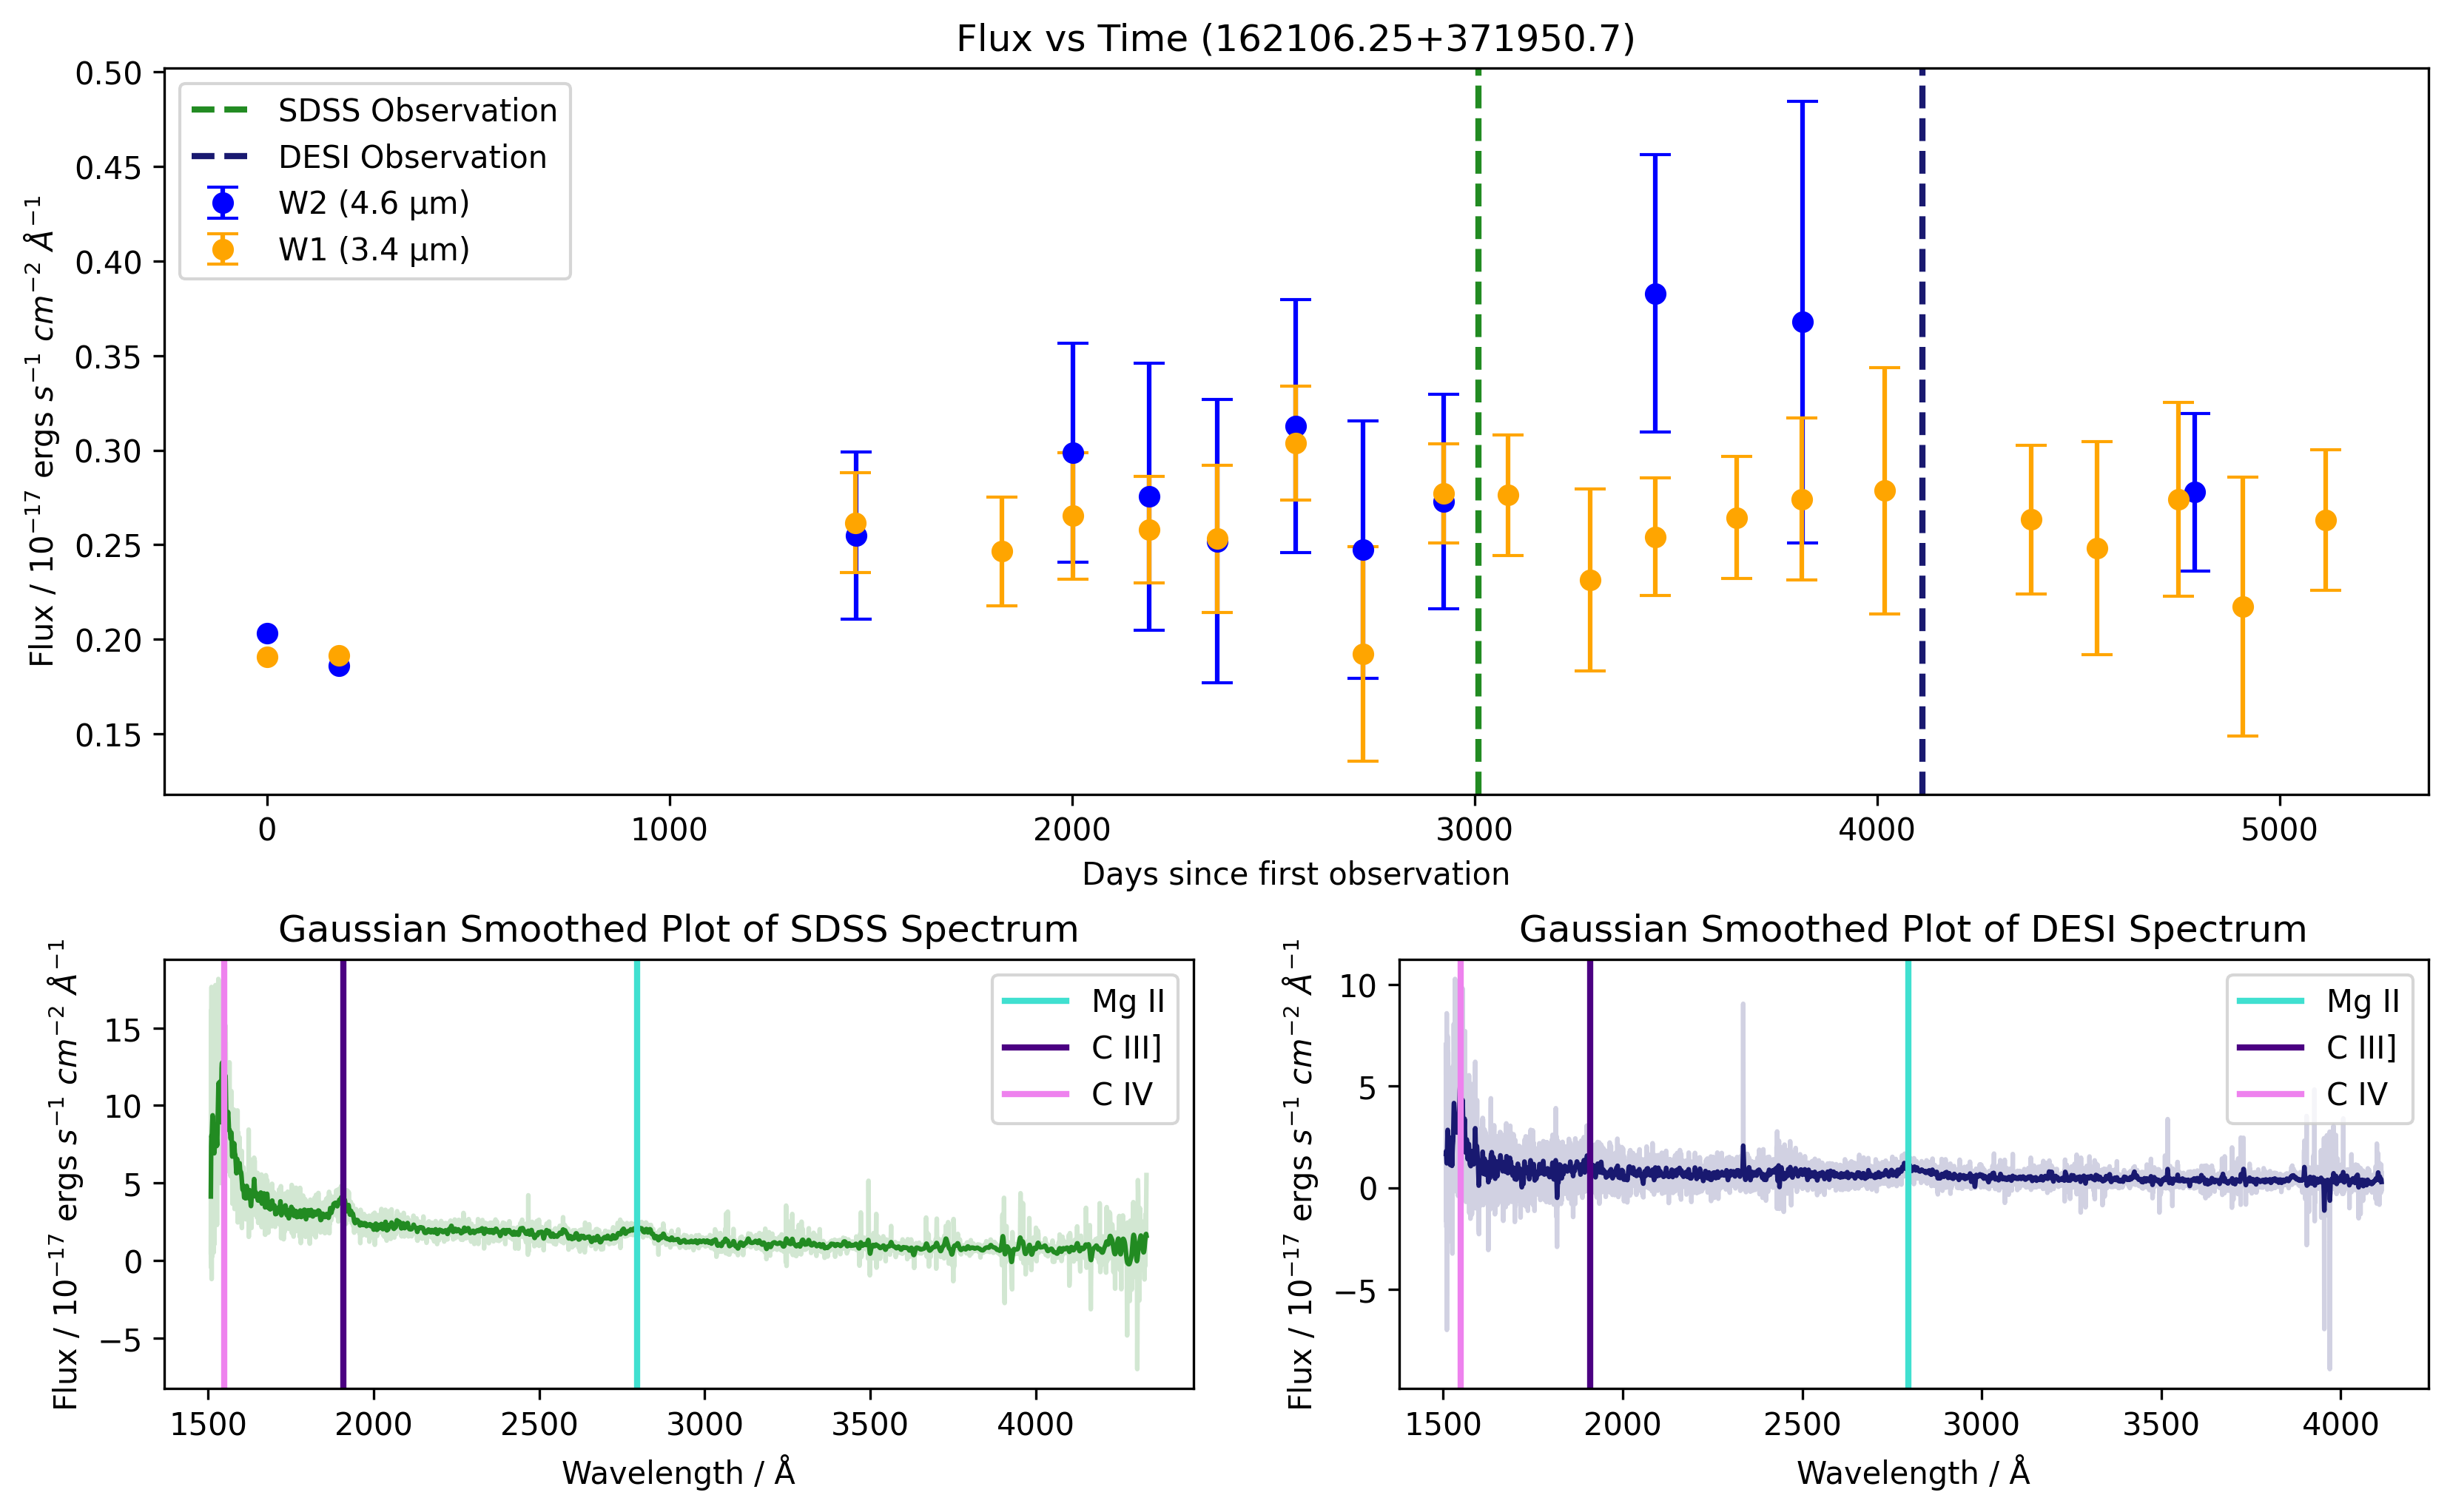 Flux vs Time (162106.25+371950.7)
Flux / 10⁻¹⁷ ergs s⁻¹ cm⁻² Å⁻¹
0.50
0.45
0.40
0.35
0.30
0.25
0.20
0.15
SDSS Observation
DESI Observation
W2 (4.6 μm)
W1 (3.4 μm)
0 1000 2000 3000 4000 5000
Days since first observation
Gaussian Smoothed Plot of SDSS Spectrum
Flux / 10⁻¹⁷ ergs s⁻¹ cm⁻² Å⁻¹
15
10
5
0
−5
Mg II
C III]
C IV
1500 2000 2500 3000 3500 4000
Wavelength / Å
Gaussian Smoothed Plot of DESI Spectrum
Flux / 10⁻¹⁷ ergs s⁻¹ cm⁻² Å⁻¹
10
5
0
−5
Mg II
C III]
C IV
1500 2000 2500 3000 3500 4000
Wavelength / Å